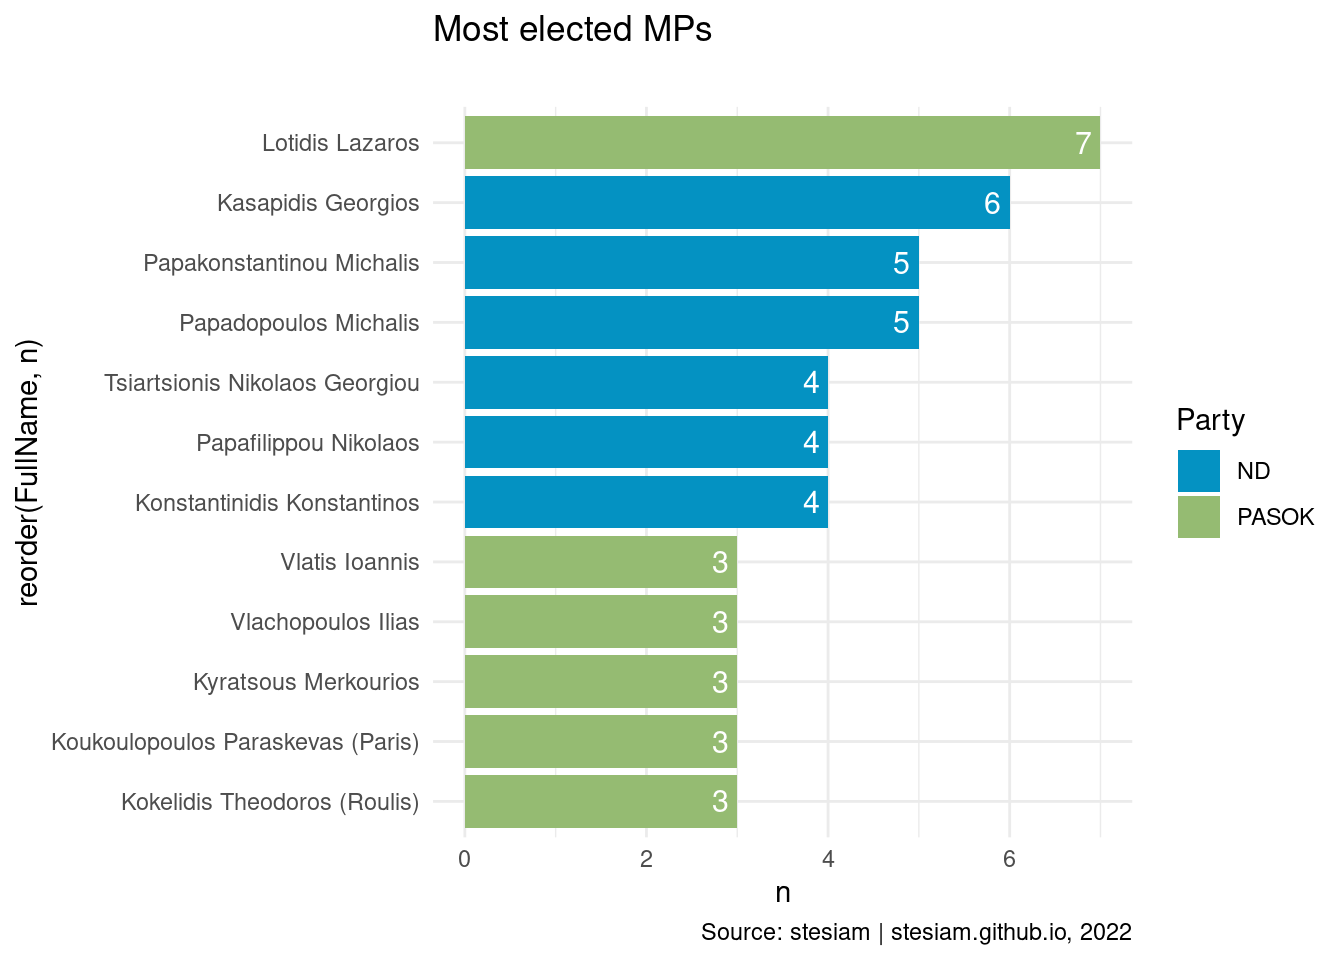 Most elected MPs
reorder(FullName, n)
Lotidis Lazaros
7
Kasapidis Georgios
6
Papakonstantinou Michalis
5
Papadopoulos Michalis
5
Tsiartsionis Nikolaos Georgiou
4
Papafilippou Nikolaos
4
Konstantinidis Konstantinos
4
Vlatis Ioannis
3
Vlachopoulos Ilias
3
Kyratsous Merkourios
3
Koukoulopoulos Paraskevas (Paris)
3
Kokelidis Theodoros (Roulis)
3
0 2 4 6
n
Party
ND
PASOK
Source: stesiam | stesiam.github.io, 2022